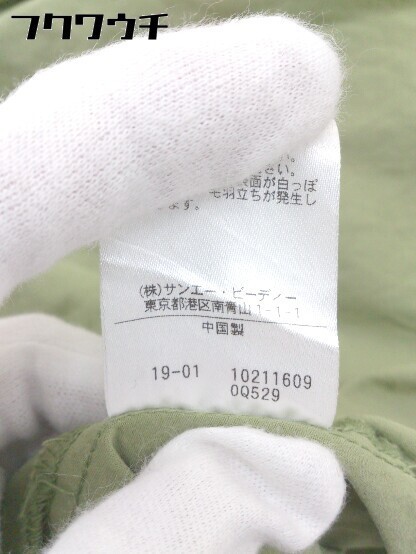 フクワウチ
い。
さい。
表面が白っぽ
毛羽立ちが発生し
ます。
(株)サンエー・ビーディー
東京都港区南青山1-1-1
中国製
19-01 10211609
0Q529